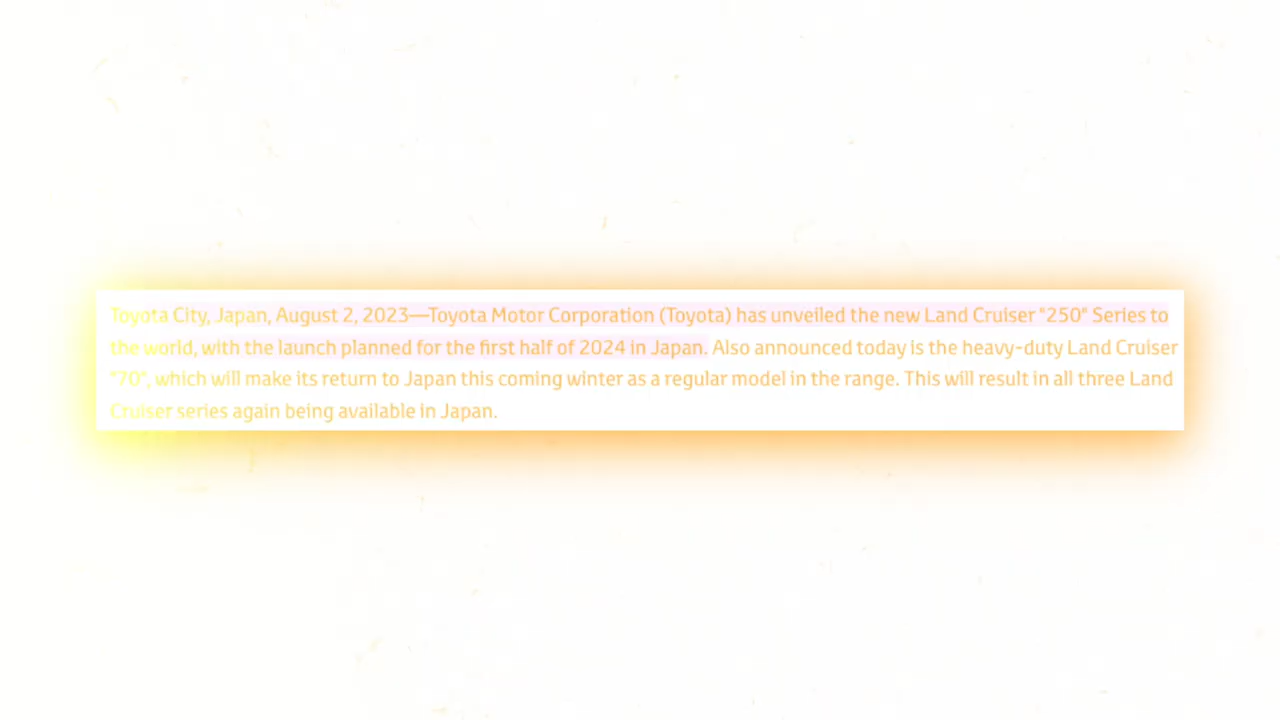 Toyota City, Japan, August 2, 2023—Toyota Motor Corporation (Toyota) has unveiled the new Land Cruiser "250" Series to
the world, with the launch planned for the first half of 2024 in Japan. Also announced today is the heavy-duty Land Cruiser
"70", which will make its return to Japan this coming winter as a regular model in the range. This will result in all three Land
Cruiser series again being available in Japan.